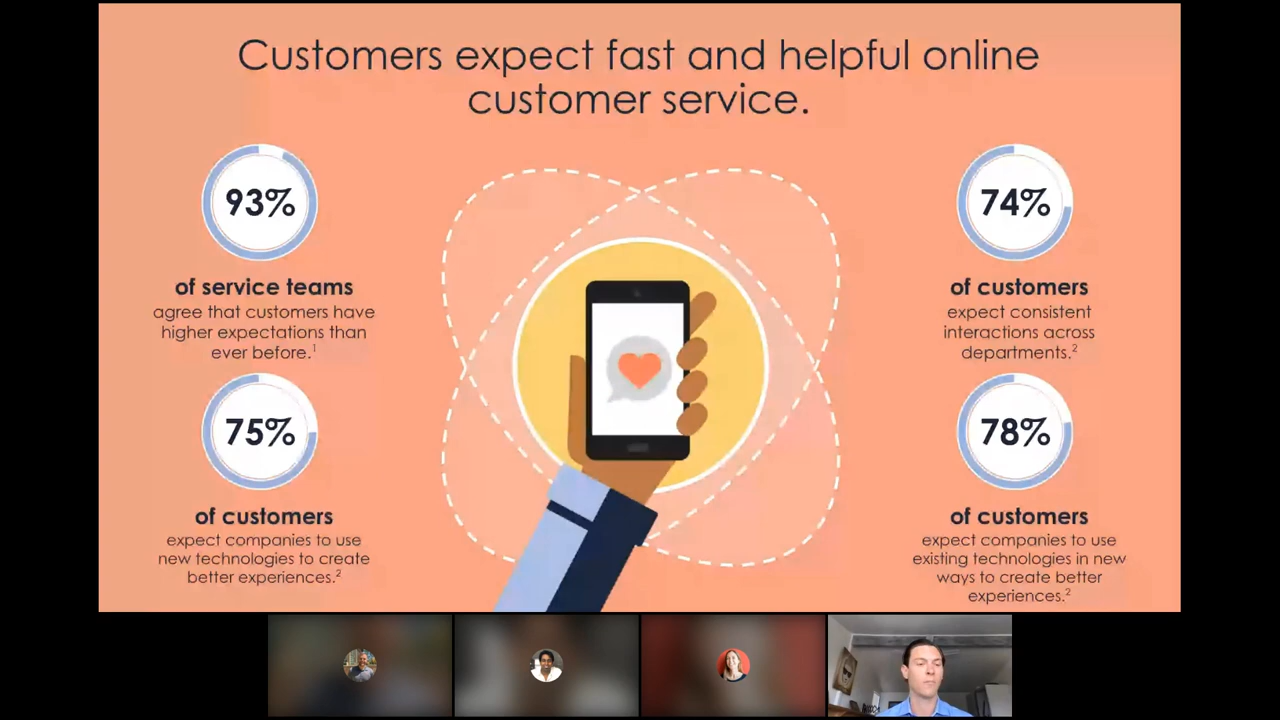 Customers expect fast and helpful online
customer service.
93%
of service teams
agree that customers have
higher expectations than
ever before.¹
75%
of customers
expect companies to use
new technologies to create
better experiences.²
74%
of customers
expect consistent
interactions across
departments.²
78%
of customers
expect companies to use
existing technologies in new
ways to create better
experiences.²